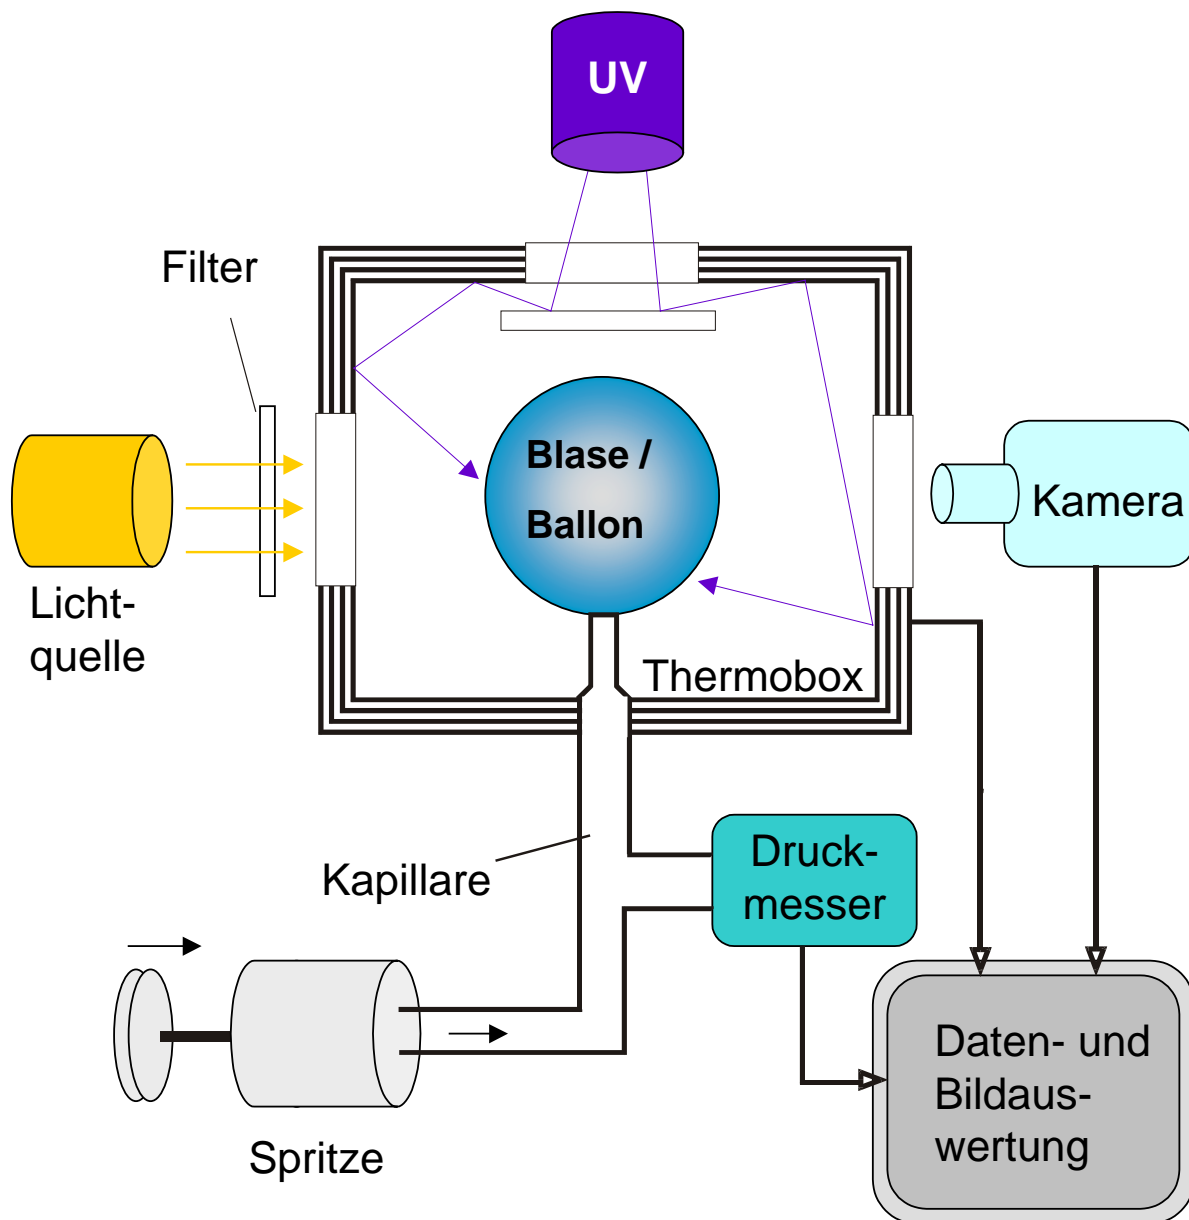 UV
Filter
Blase /
Ballon
Kamera
Licht-
quelle
Thermobox
Druck-
messer
Kapillare
Daten- und
Bildaus-
wertung
Spritze